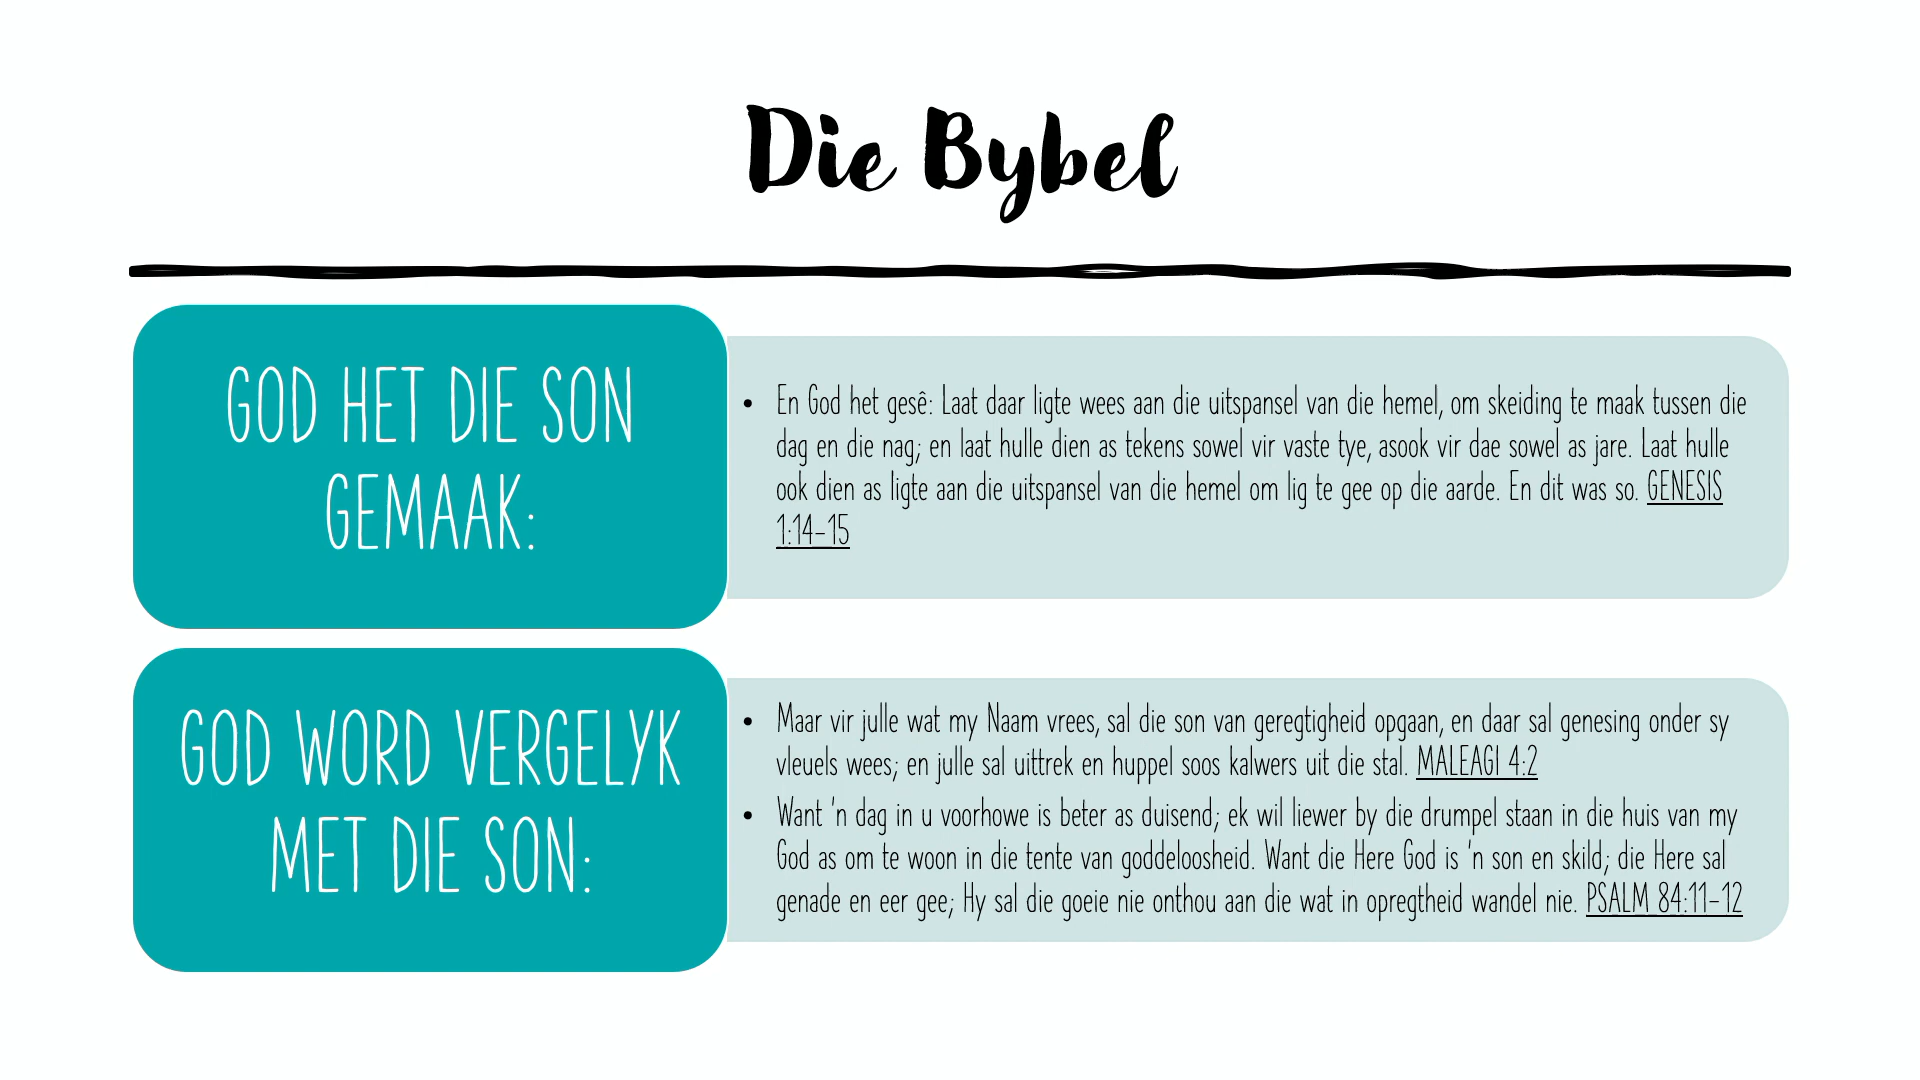 Die Bybel
GOD HET DIE SON
GEMAAK:
• En God het gesê: Laat daar ligte wees aan die uitspansel van die hemel, om skeiding te maak tussen die
dag en die nag; en laat hulle dien as tekens sowel vir vaste tye, asook vir dae sowel as jare. Laat hulle
ook dien as ligte aan die uitspansel van die hemel om lig te gee op die aarde. En dit was so. GENESIS
1:14-15
GOD WORD VERGELYK
MET DIE SON:
• Maar vir julle wat my Naam vrees, sal die son van geregtigheid opgaan, en daar sal genesing onder sy
vleuels wees; en julle sal uittrek en huppel soos kalwers uit die stal. MALEAGI 4:2
• Want 'n dag in u voorhowe is beter as duisend; ek wil liewer by die drumpel staan in die huis van my
God as om te woon in die tente van goddeloosheid. Want die Here God is 'n son en skild; die Here sal
genade en eer gee; Hy sal die goeie nie onthou aan die wat in opregtheid wandel nie. PSALM 84:11-12